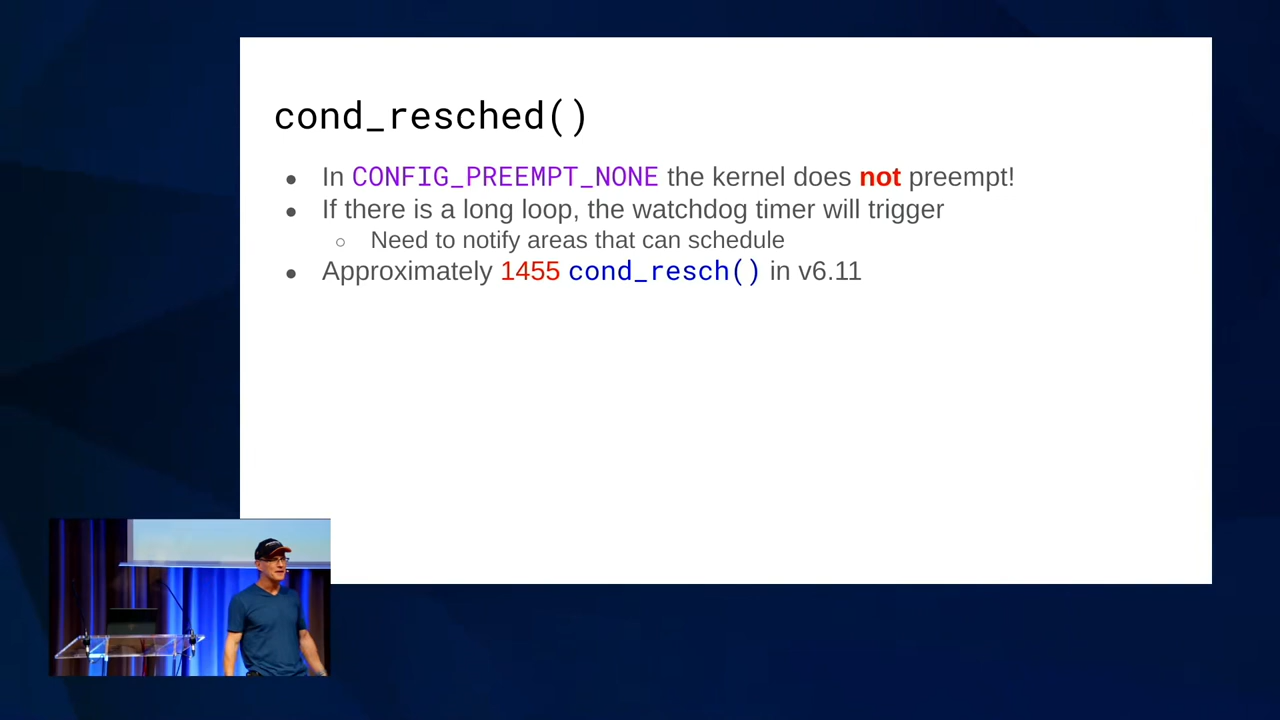 cond_resched()
● In CONFIG_PREEMPT_NONE the kernel does not preempt!
● If there is a long loop, the watchdog timer will trigger
○ Need to notify areas that can schedule
● Approximately 1455 cond_resch() in v6.11